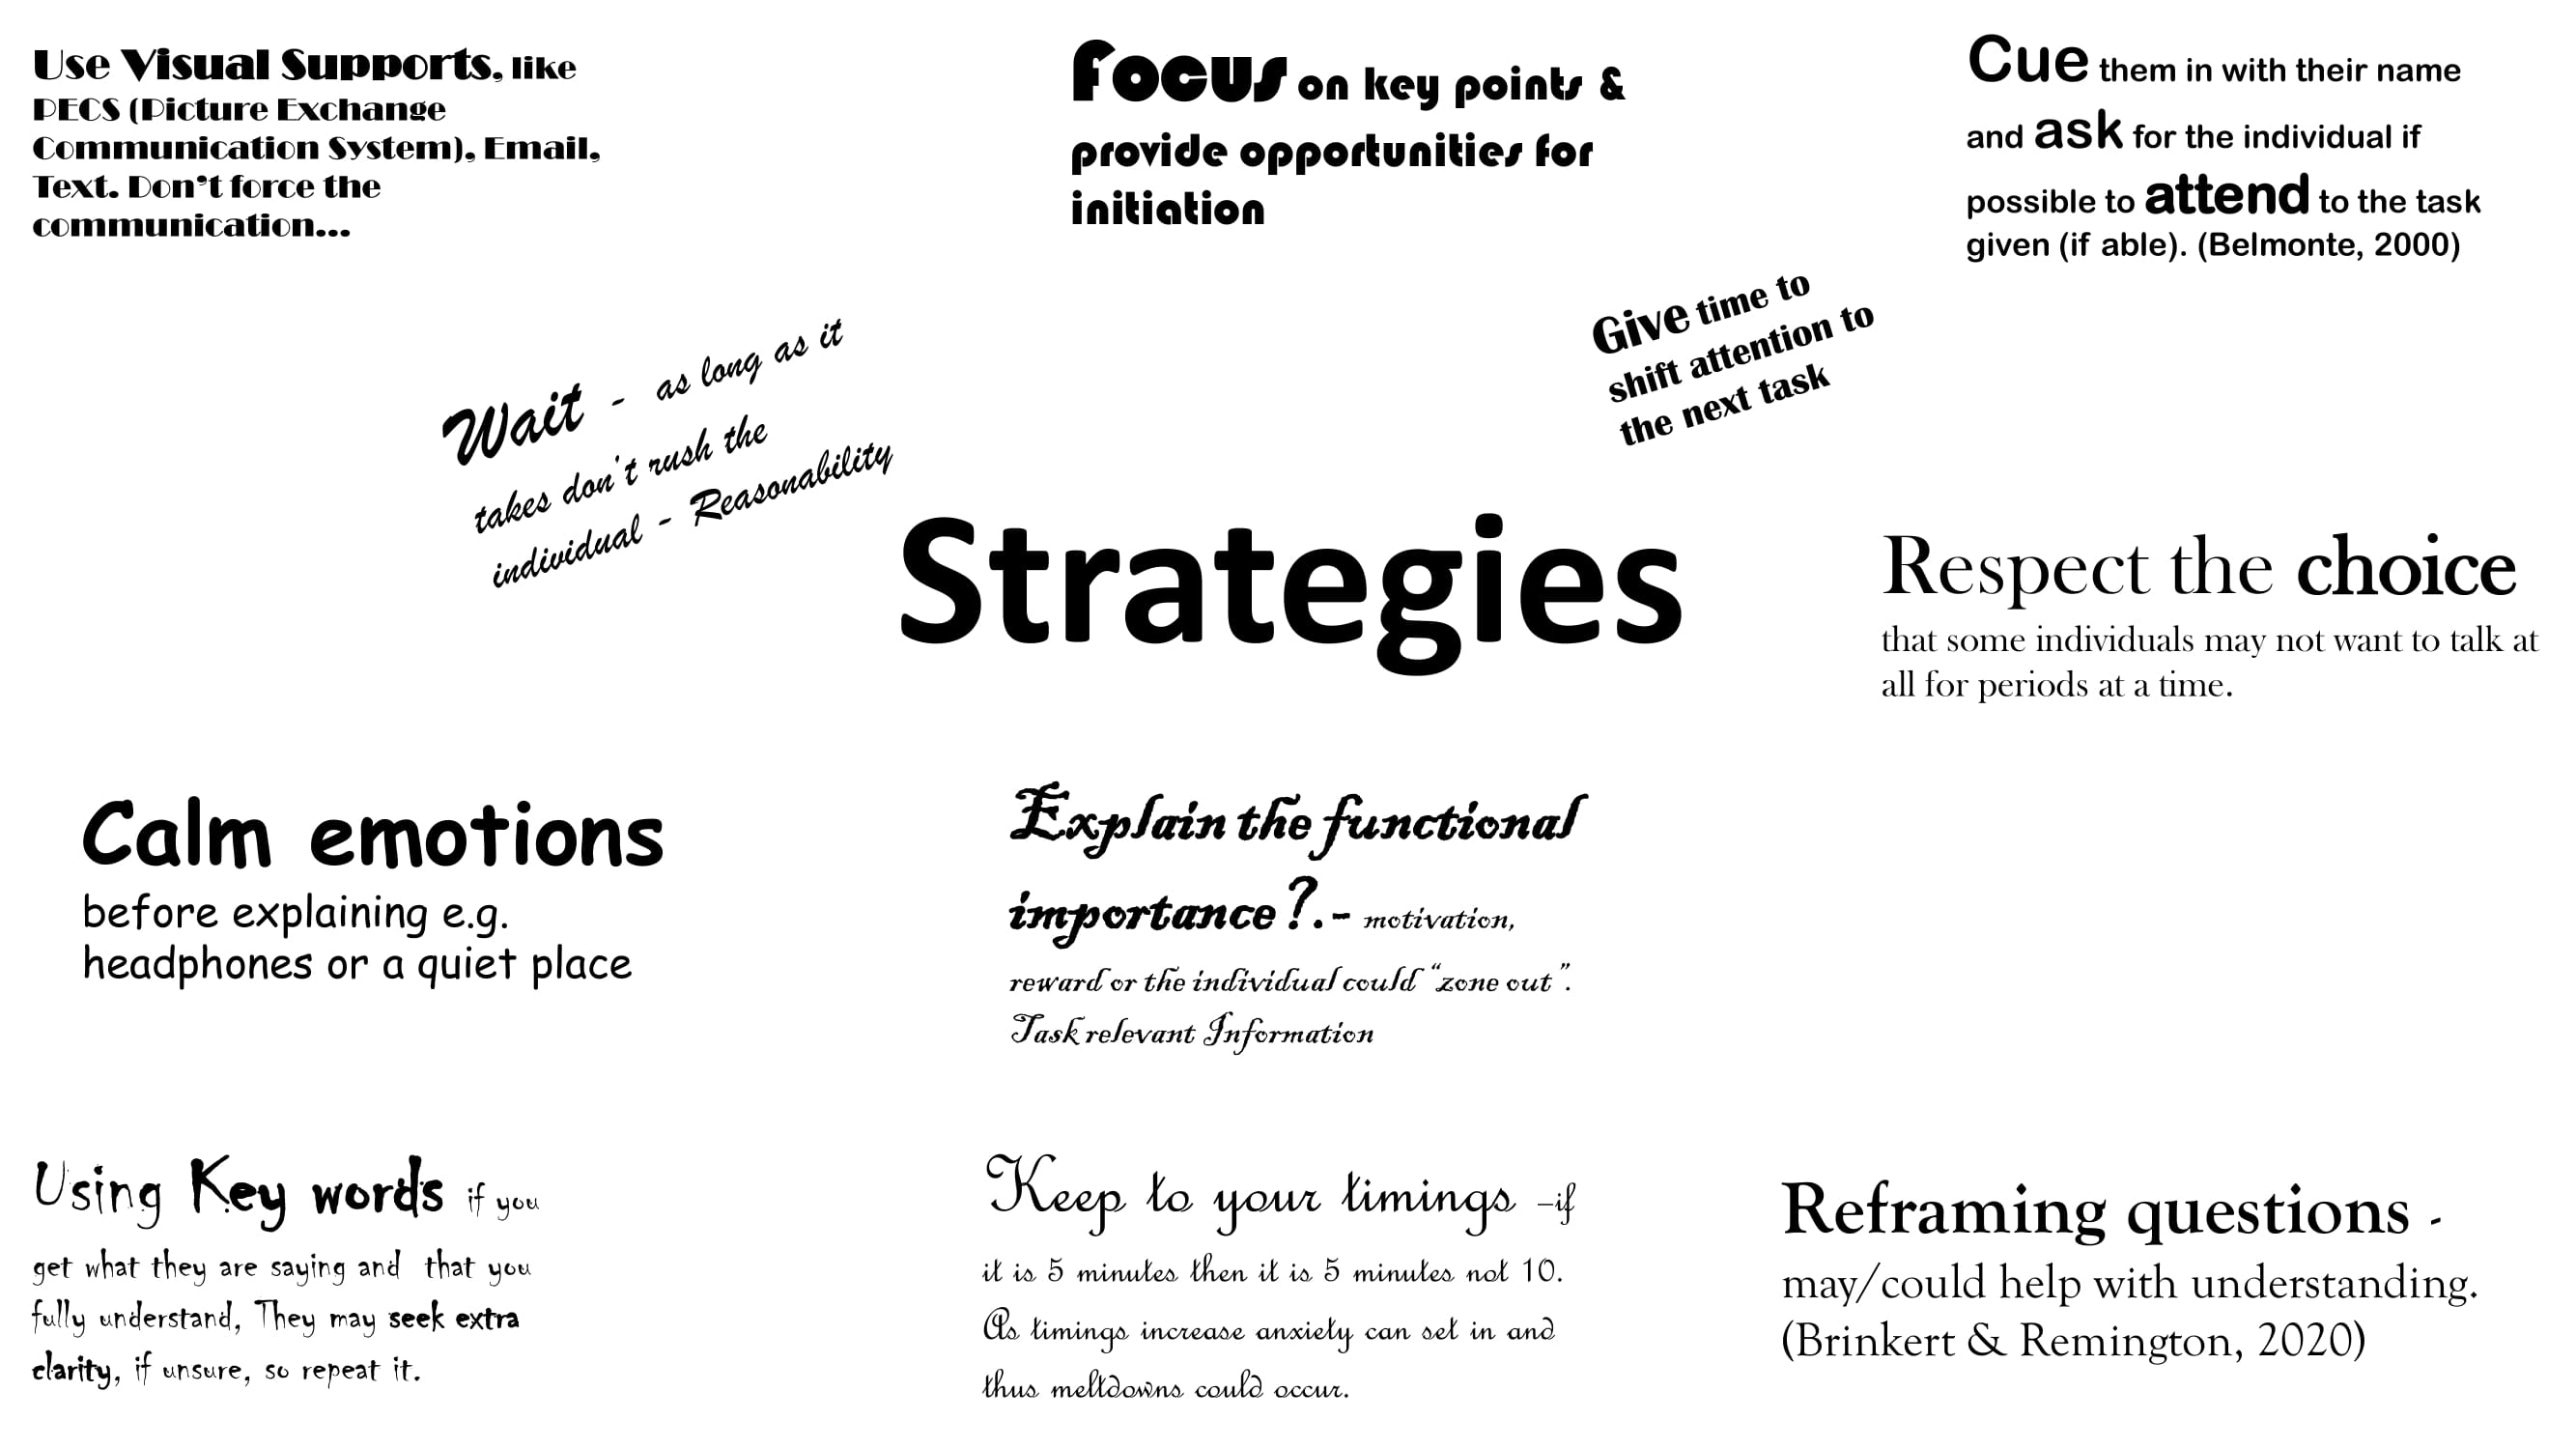 Use Visual Supports, like
PECS (Picture Exchange
Communication System), Email,
Text. Don't force the
communication...
Focus on key points &
provide opportunities for
initiation
Cue them in with their name
and ask for the individual if
possible to attend to the task
given (if able). (Belmonte, 2000)
Wait - as long as it
takes don't rush the
individual - Reasonability
Give time to
shift attention to
the next task
Strategies
Respect the choice
that some individuals may not want to talk at
all for periods at a time.
Calm emotions
before explaining e.g.
headphones or a quiet place
Explain the functional
importance?.- motivation,
reward or the individual could “zone out”.
Task relevant Information
Using Key words if you
get what they are saying and that you
fully understand, They may seek extra
clarity, if unsure, so repeat it.
Keep to your timings –if
it is 5 minutes then it is 5 minutes not 10.
As timings increase anxiety can set in and
thus meltdowns could occur.
Reframing questions -
may/could help with understanding.
(Brinkert & Remington, 2020)